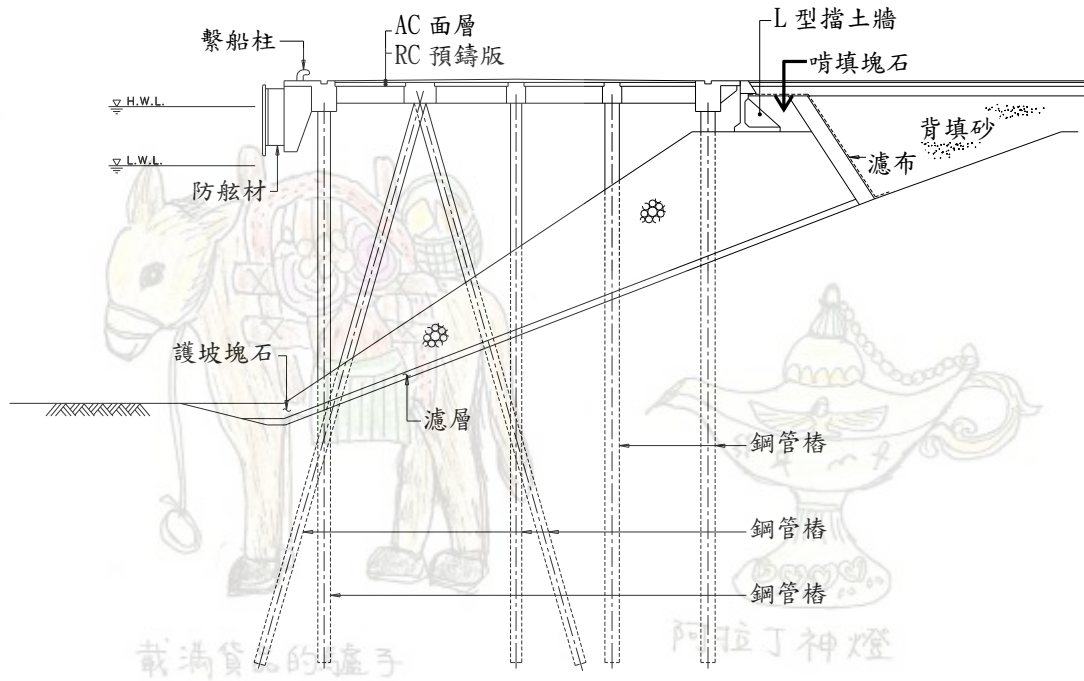 AC 面層
RC 預鑄版
繫船柱
L 型擋土牆
啃填塊石
H.W.L.
背填砂
濾布
L.W.L.
防舷材
護坡塊石
濾層
鋼管樁
鋼管樁
鋼管樁
載滿貨品的驢子
阿拉丁神燈